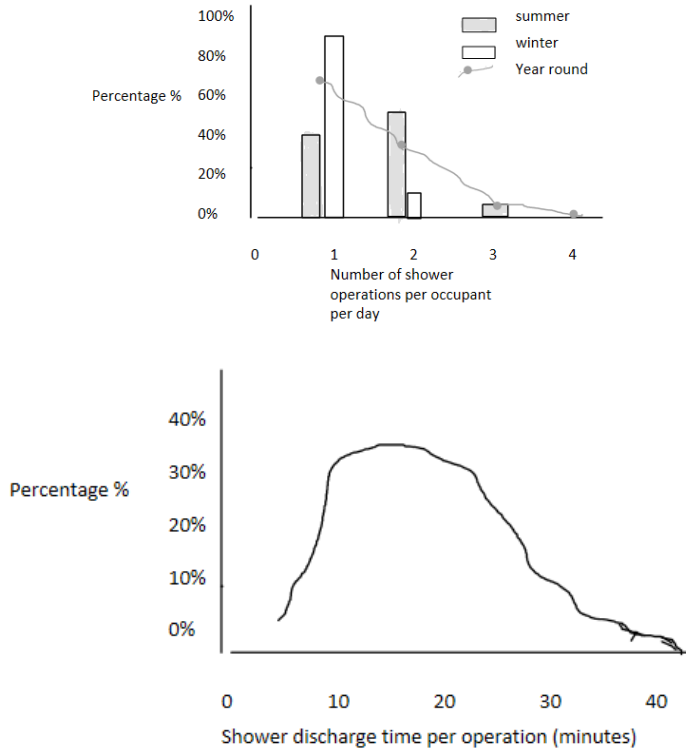 100%
summer
80%
winter
Year round
Percentage %
60%
40%
20%
0%
0 1 2 3 4
Number of shower
operations per occupant
per day
40%
30%
Percentage %
20%
10%
0%
0 10 20 30 40
Shower discharge time per operation (minutes)